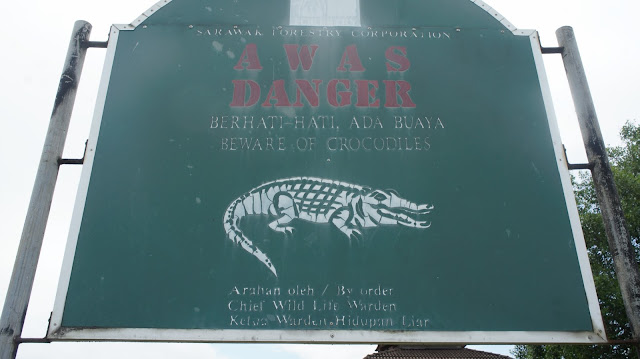 SARAWAK FORESTRY CORPORATION
AWAS
DANGER
BERHATI-HATI, ADA BUAYA
BEWARE OF CROCODILES
Arahan oleh / By order
Chief Wild Life Warden
Ketua Warden Hidupan Liar